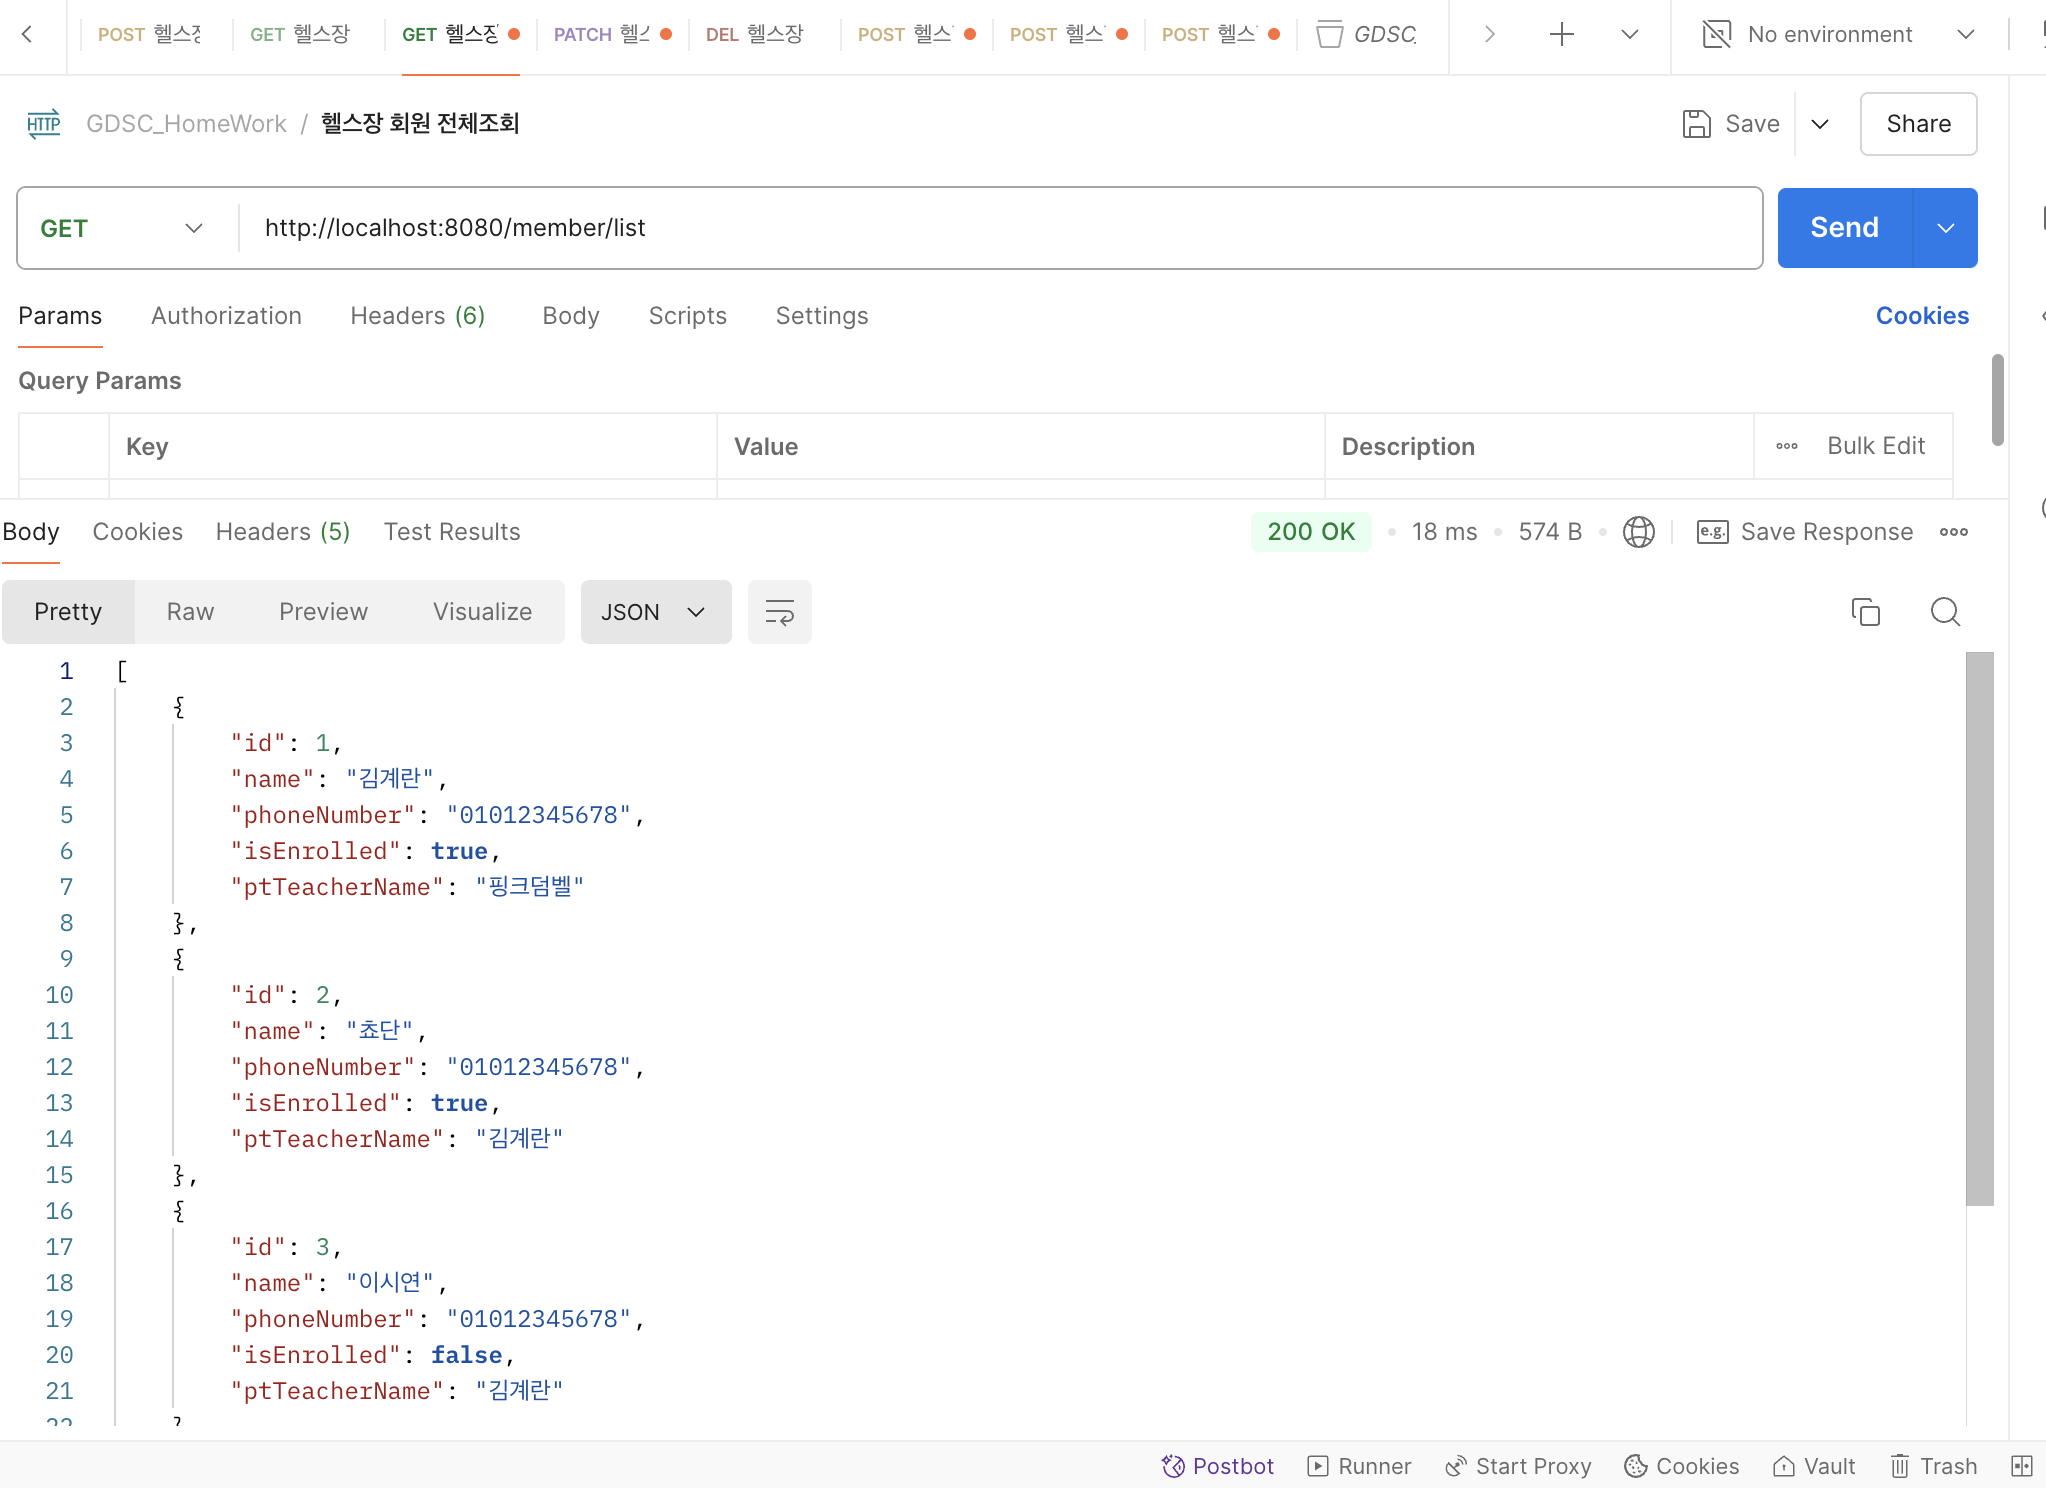 POST 헬스장
GET 헬스장
GET 헬스장
PATCH 헬스
DEL 헬스장
POST 헬스
POST 헬스
POST 헬스
GDSC
No environment
HTTP
GDSC_HomeWork / 헬스장 회원 전체조회
Save
Share
GET
http://localhost:8080/member/list
Send
Params
Authorization
Headers (6)
Body
Scripts
Settings
Cookies
Query Params
Key
Value
Description
Bulk Edit
Body
Cookies
Headers (5)
Test Results
200 OK
18 ms
574 B
e.g.
Save Response
Pretty
Raw
Preview
Visualize
JSON
1 [
2 {
3 "id": 1,
4 "name": "김계란",
5 "phoneNumber": "01012345678",
6 "isEnrolled": true,
7 "ptTeacherName": "핑크덤벨"
8 },
9 {
10 "id": 2,
11 "name": "쵸단",
12 "phoneNumber": "01012345678",
13 "isEnrolled": true,
14 "ptTeacherName": "김계란"
15 },
16 {
17 "id": 3,
18 "name": "이시연",
19 "phoneNumber": "01012345678",
20 "isEnrolled": false,
21 "ptTeacherName": "김계란"
Postbot
Runner
Start Proxy
Cookies
Vault
Trash